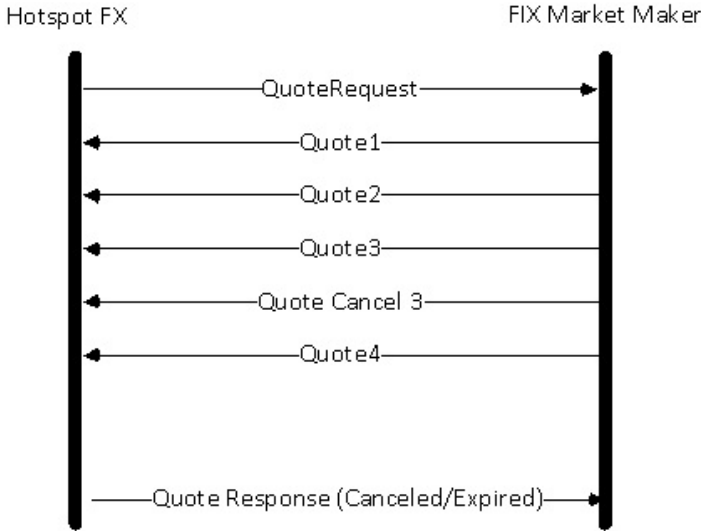 Hotspot FX
FIX Market Maker
QuoteRequest
Quote1
Quote2
Quote3
Quote Cancel 3
Quote4
Quote Response (Canceled/Expired)